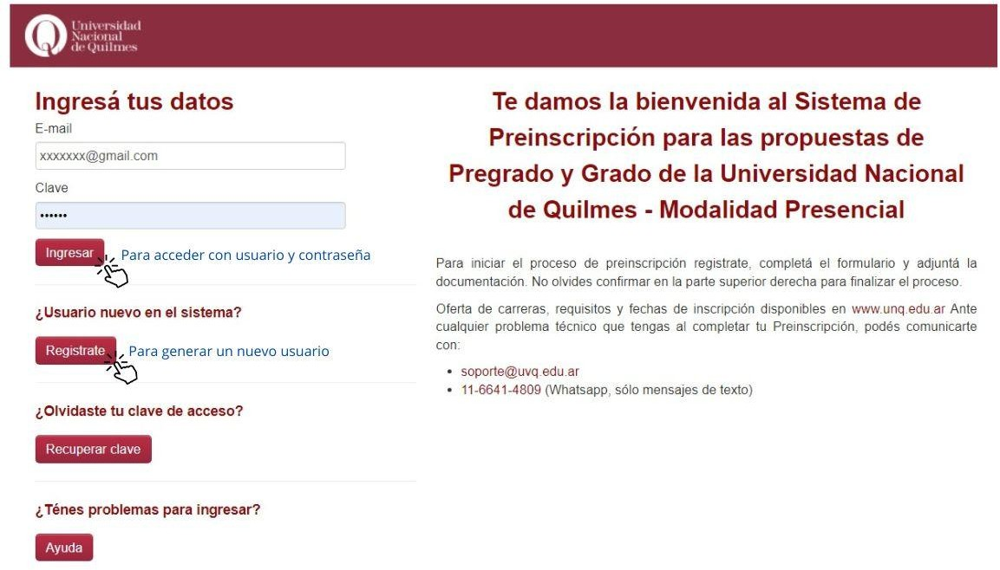 Universidad
Nacional
de Quilmes
Ingresá tus datos
E-mail
xxxxxxx@gmail.com
Clave
••••••
Ingresar
Para acceder con usuario y contraseña
¿Usuario nuevo en el sistema?
Registrate
Para generar un nuevo usuario
¿Olvidaste tu clave de acceso?
Recuperar clave
¿Ténes problemas para ingresar?
Ayuda
Te damos la bienvenida al Sistema de
Preinscripción para las propuestas de
Pregrado y Grado de la Universidad Nacional
de Quilmes - Modalidad Presencial
Para iniciar el proceso de preinscripción registrate, completá el formulario y adjuntá la
documentación. No olvides confirmar en la parte superior derecha para finalizar el proceso.
Oferta de carreras, requisitos y fechas de inscripción disponibles en www.unq.edu.ar Ante
cualquier problema técnico que tengas al completar tu Preinscripción, podés comunicarte
con:
• soporte@uvq.edu.ar
• 11-6641-4809 (Whatsapp, sólo mensajes de texto)